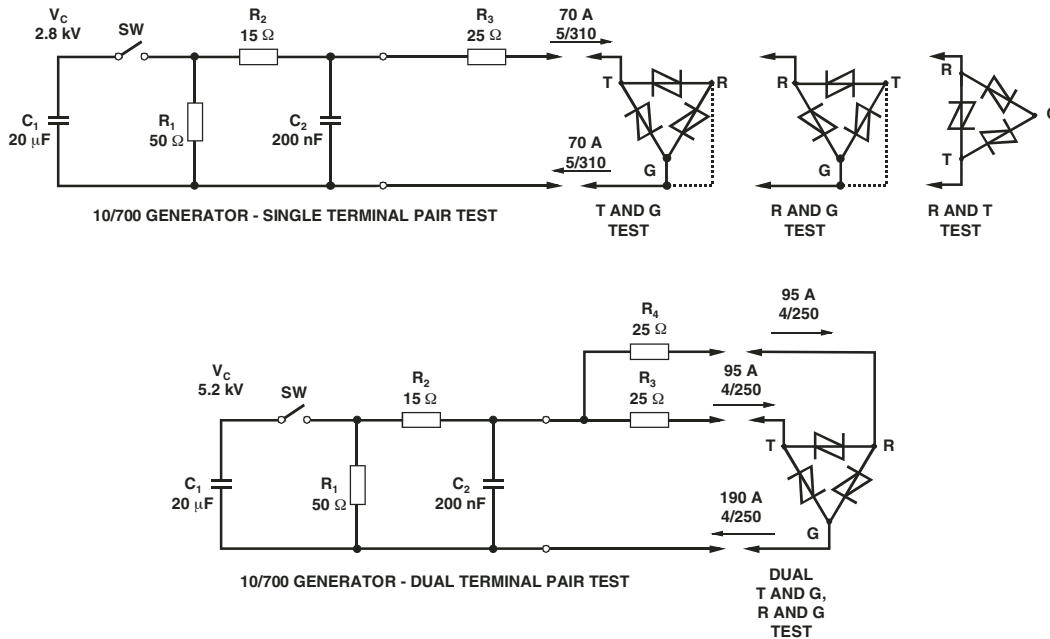 V_C
2.8 kV
SW
R₂
15 Ω
R₃
25 Ω
70 A
5/310
C₁
20 μF
R₁
50 Ω
C₂
200 nF
70 A
5/310
T
R
G
R
T
G
R
T
G
10/700 GENERATOR - SINGLE TERMINAL PAIR TEST
T AND G
TEST
R AND G
TEST
R AND T
TEST
95 A
4/250
R₄
25 Ω
V_C
5.2 kV
SW
R₂
15 Ω
R₃
25 Ω
95 A
4/250
T
R
C₁
20 μF
R₁
50 Ω
C₂
200 nF
190 A
4/250
G
10/700 GENERATOR - DUAL TERMINAL PAIR TEST
DUAL
T AND G,
R AND G
TEST